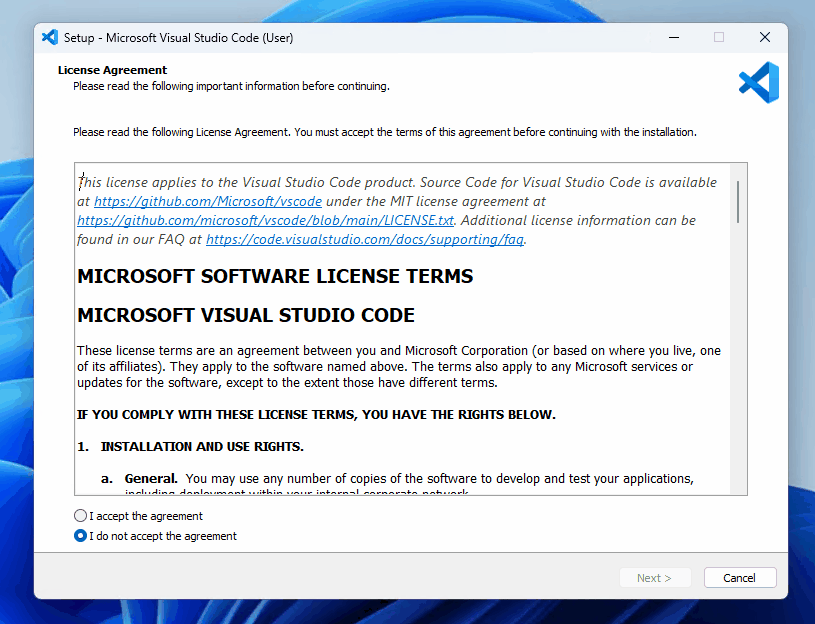 Setup - Microsoft Visual Studio Code (User)
License Agreement
Please read the following important information before continuing.
Please read the following License Agreement. You must accept the terms of this agreement before continuing with the installation.
This license applies to the Visual Studio Code product. Source Code for Visual Studio Code is available
at https://github.com/Microsoft/vscode under the MIT license agreement at
https://github.com/microsoft/vscode/blob/main/LICENSE.txt. Additional license information can be
found in our FAQ at https://code.visualstudio.com/docs/supporting/faq.
MICROSOFT SOFTWARE LICENSE TERMS
MICROSOFT VISUAL STUDIO CODE
These license terms are an agreement between you and Microsoft Corporation (or based on where you live, one
of its affiliates). They apply to the software named above. The terms also apply to any Microsoft services or
updates for the software, except to the extent those have different terms.
IF YOU COMPLY WITH THESE LICENSE TERMS, YOU HAVE THE RIGHTS BELOW.
1. INSTALLATION AND USE RIGHTS.
a. General. You may use any number of copies of the software to develop and test your applications,
including deployment within your internal corporate network.
I accept the agreement
I do not accept the agreement
Next >
Cancel